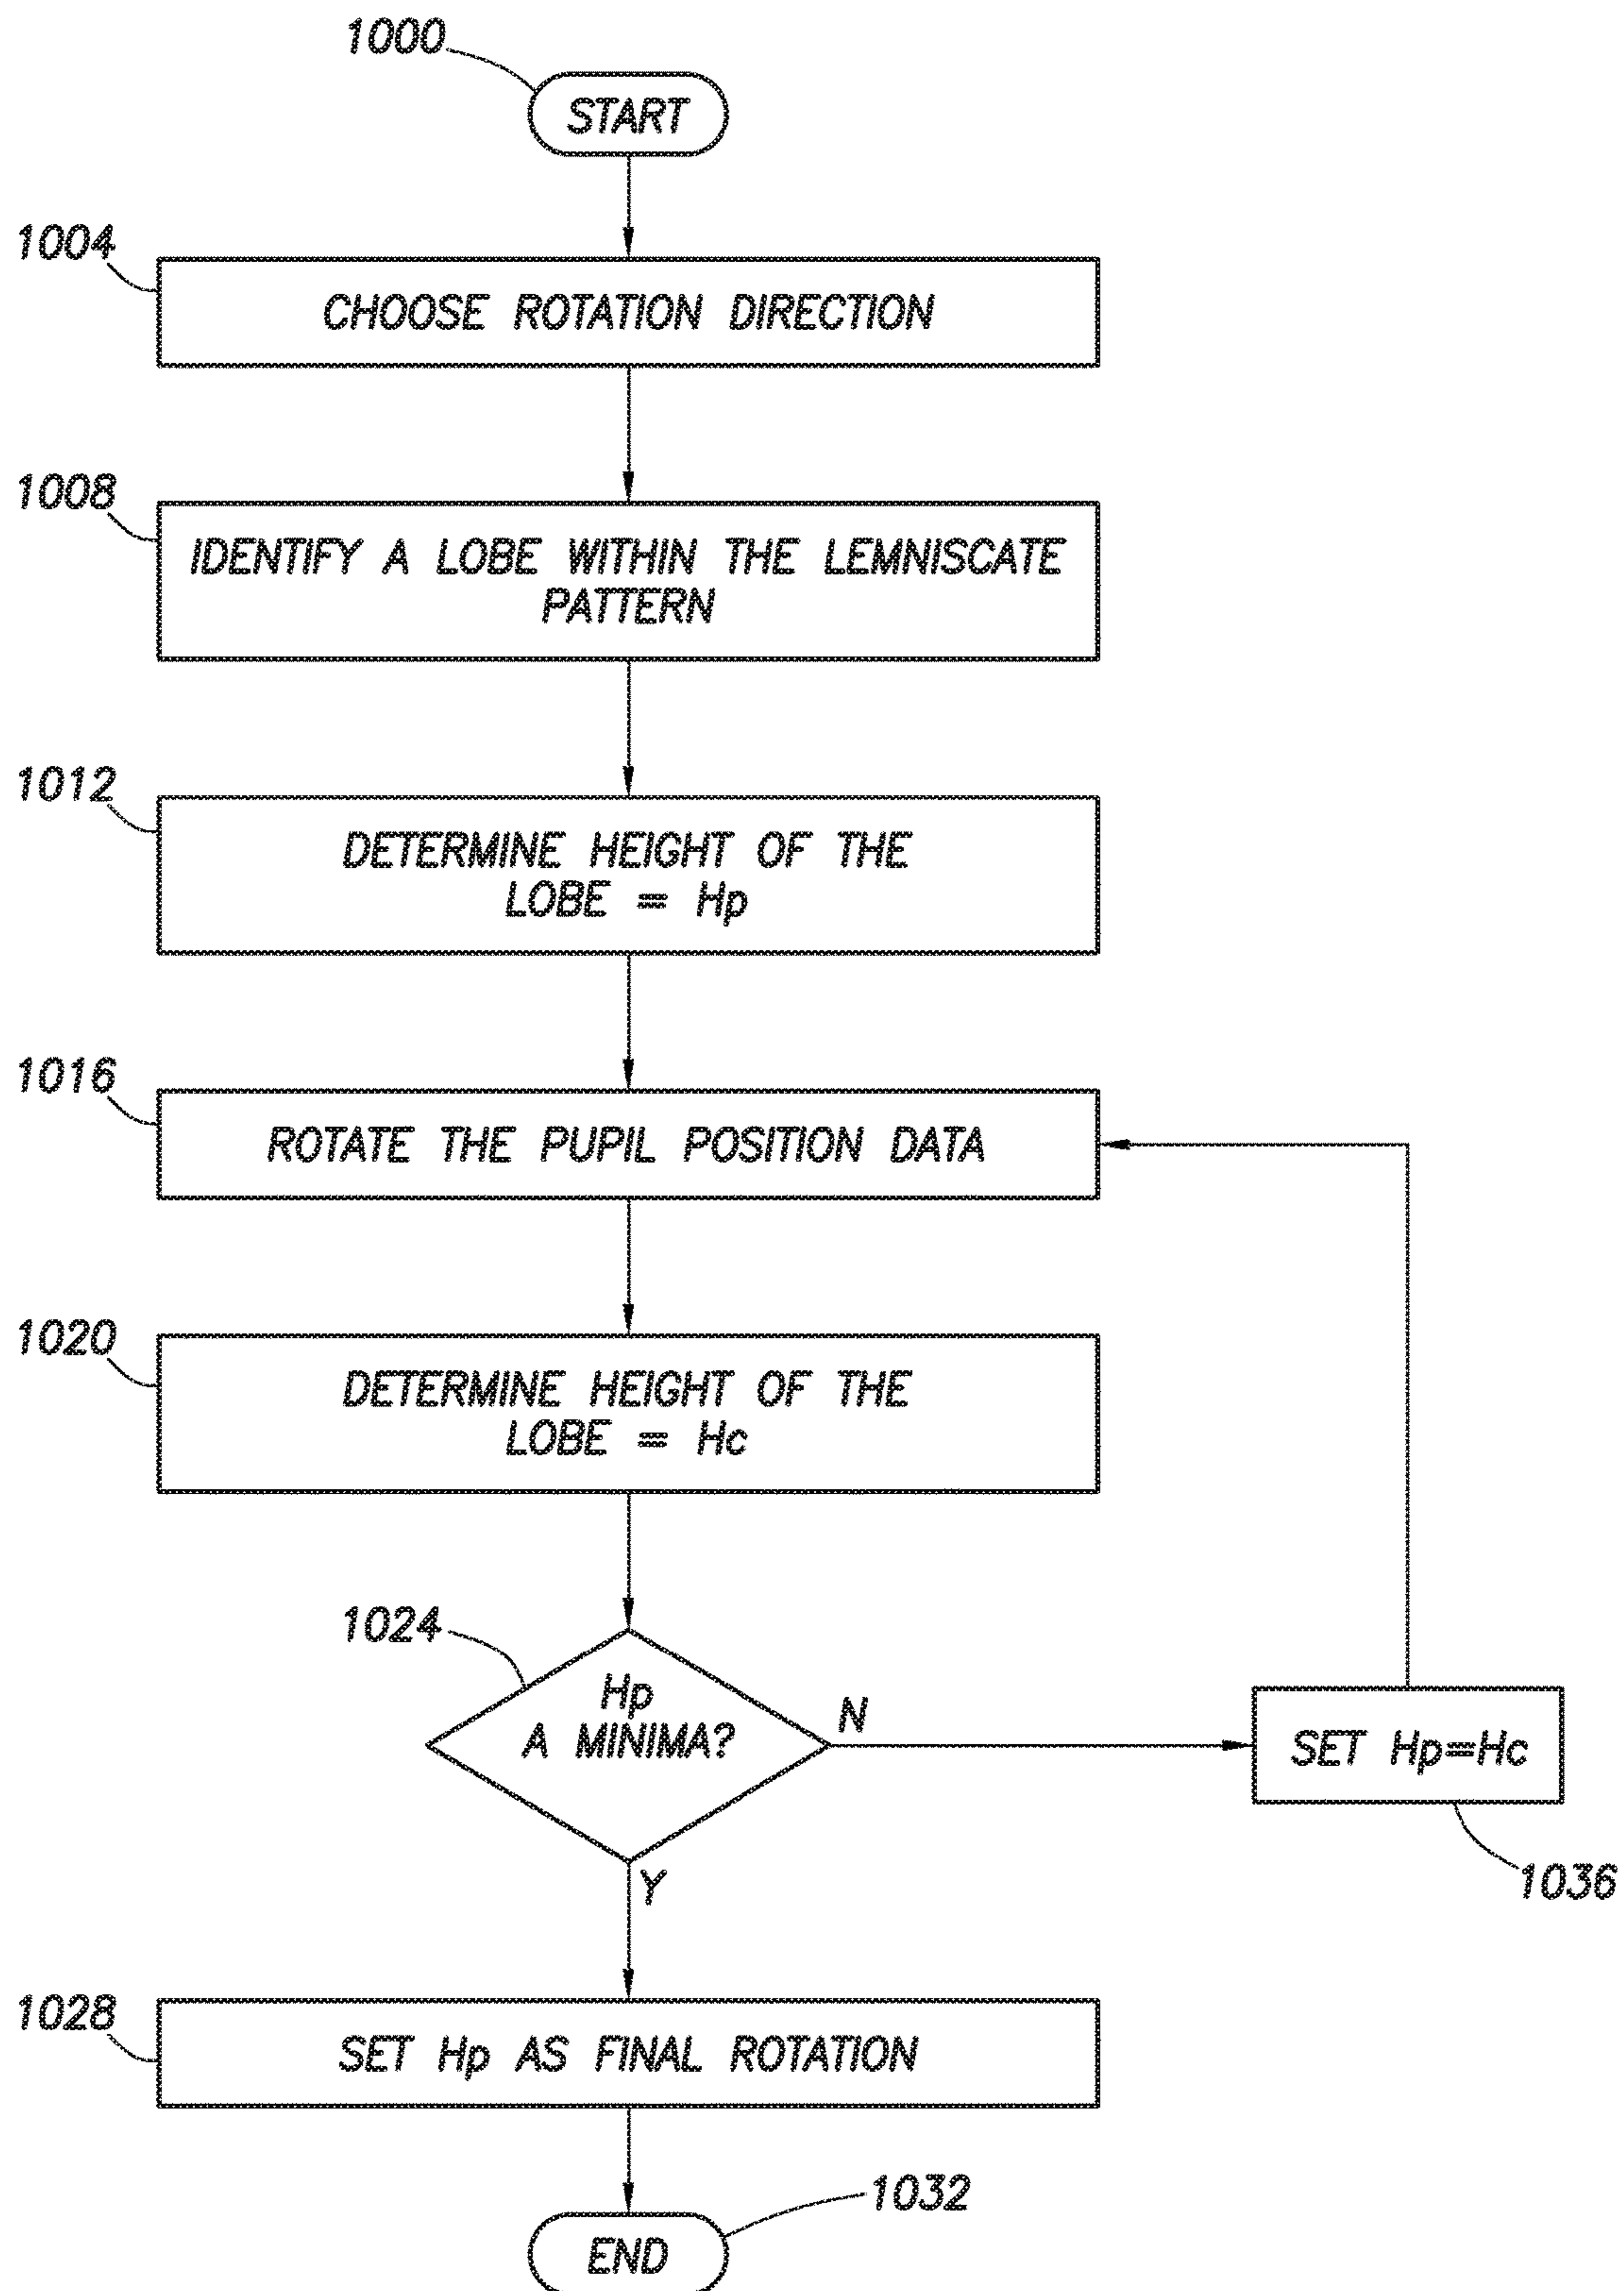 1000
START
1004
CHOOSE ROTATION DIRECTION
1008
IDENTIFY A LOBE WITHIN THE LEMNISCATE
PATTERN
1012
DETERMINE HEIGHT OF THE
LOBE = Hp
1016
ROTATE THE PUPIL POSITION DATA
1020
DETERMINE HEIGHT OF THE
LOBE = Hc
1024
Hp
A MINIMA?
N
SET Hp=Hc
1036
Y
1028
SET Hp AS FINAL ROTATION
1032
END